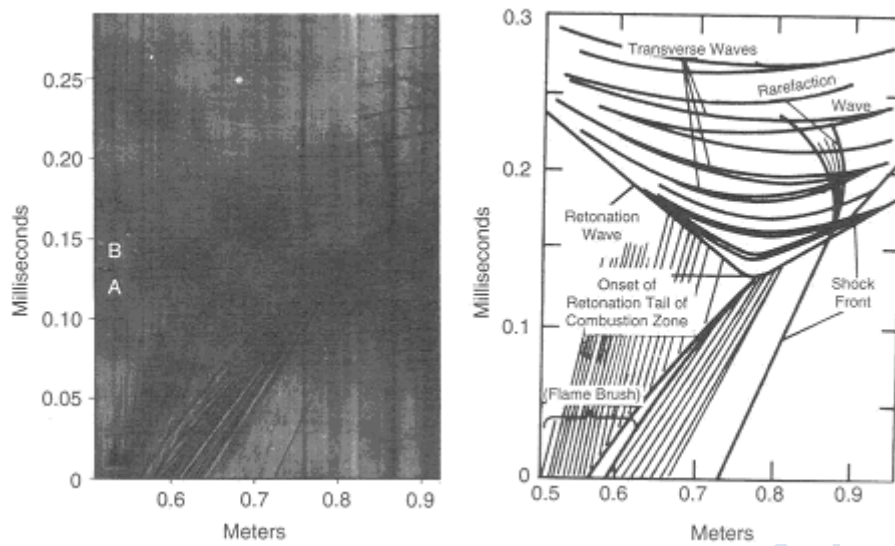 0.25
0.20
0.15
B
A
0.10
0.05
0
0.6
0.7
0.8
0.9
Milliseconds
Meters
0.3
0.2
0.1
0
0.5
0.6
0.7
0.8
0.9
Milliseconds
Meters
Transverse Waves
Rarefaction
Wave
Retonation
Wave
Onset of
Retonation Tail of
Combustion Zone
Shock
Front
(Flame Brush)